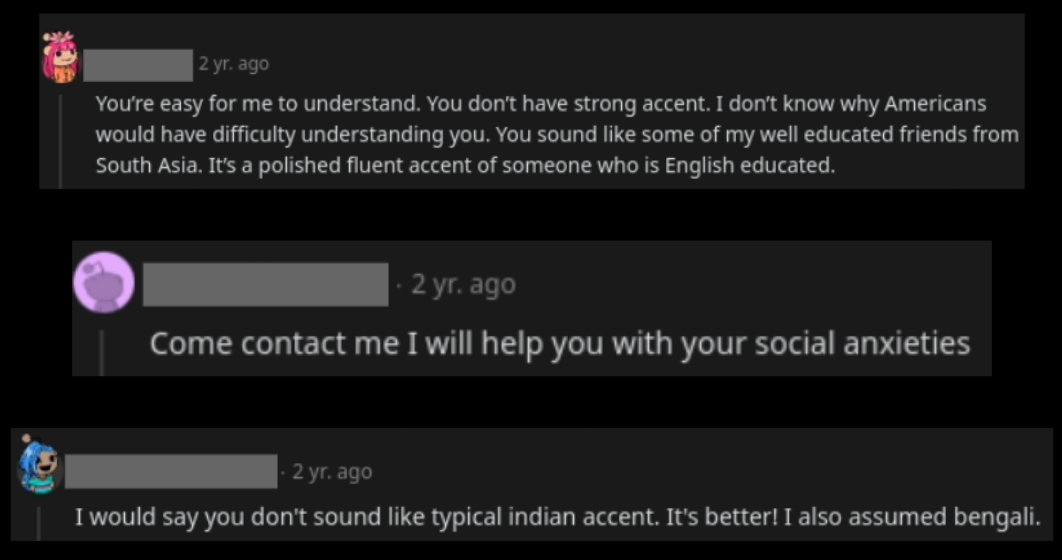 2 yr. ago
You're easy for me to understand. You don't have strong accent. I don't know why Americans
would have difficulty understanding you. You sound like some of my well educated friends from
South Asia. It's a polished fluent accent of someone who is English educated.
· 2 yr. ago
Come contact me I will help you with your social anxieties
· 2 yr. ago
I would say you don't sound like typical indian accent. It's better! I also assumed bengali.